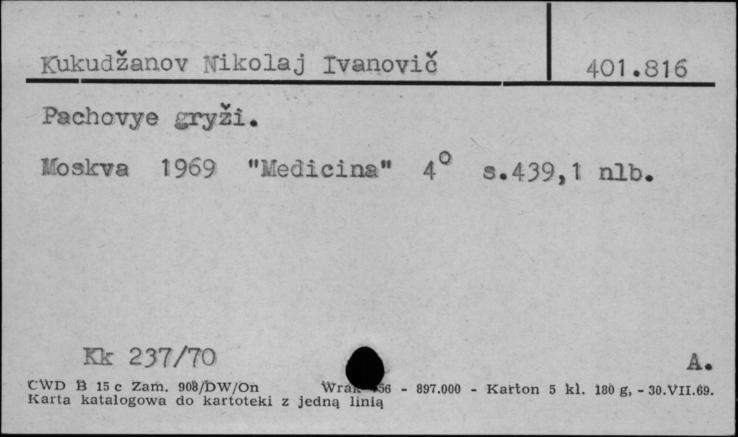 Kukudžanov Nikolaj Ivanovič 401.816
Pachovye gryži.
Moskva 1969 "Medicina" 4° s.439,1 nlb.
Kk 237/70 A.
CWD B 15 c Zam. 908/DW/On 56 - 897.000 - Karton 5 kl. 180 g, - 30.VII.69.
Karta katalogowa do kartoteki z jedną linią